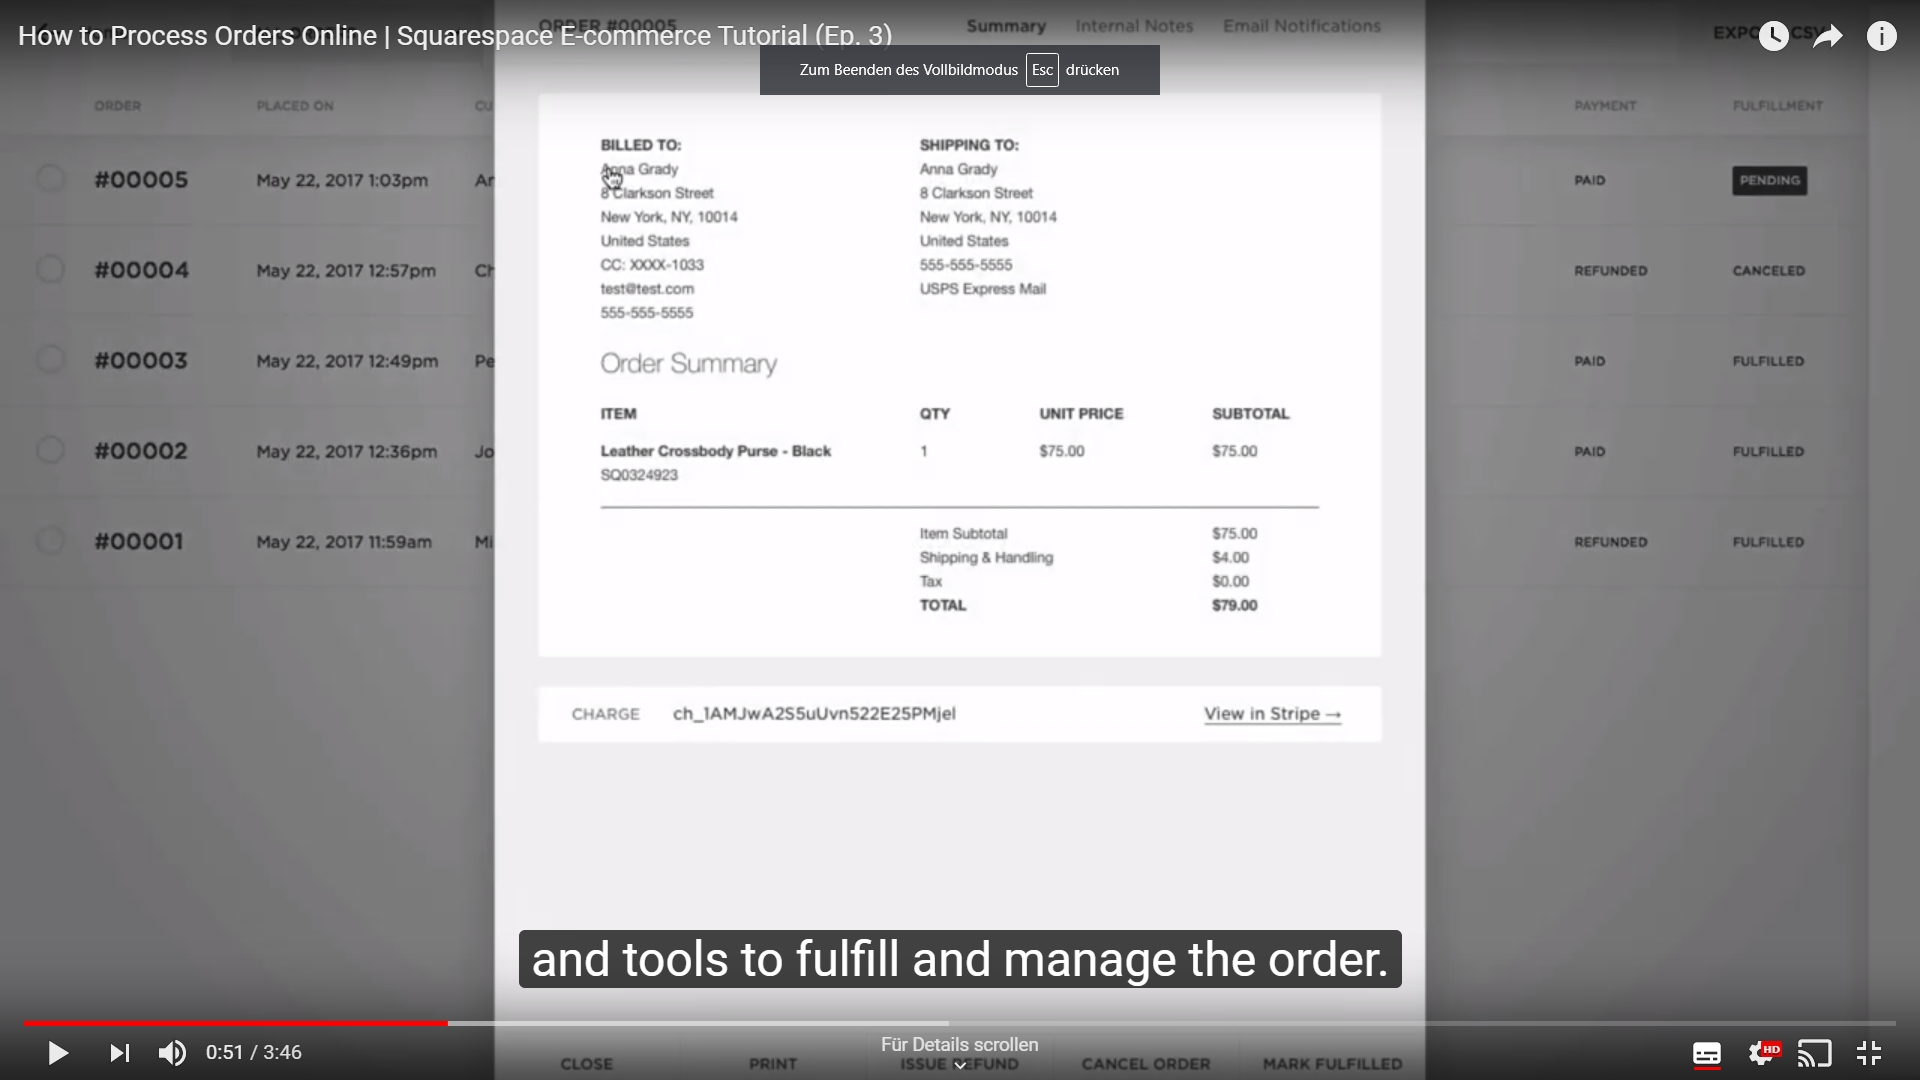 How to Process Orders Online | Squarespace E-commerce Tutorial (Ep. 3)
ORDER #00005
Summary Internal Notes Email Notifications
Zum Beenden des Vollbildmodus Esc drücken
ORDER PLACED ON PAYMENT FULFILLMENT
#00005 May 22, 2017 1:03pm PAID PENDING
#00004 May 22, 2017 12:57pm REFUNDED CANCELED
#00003 May 22, 2017 12:49pm PAID FULFILLED
#00002 May 22, 2017 12:36pm PAID FULFILLED
#00001 May 22, 2017 11:59am REFUNDED FULFILLED
BILLED TO:
Anna Grady
8 Clarkson Street
New York, NY, 10014
United States
CC: XXXX-1033
test@test.com
555-555-5555
SHIPPING TO:
Anna Grady
8 Clarkson Street
New York, NY, 10014
United States
555-555-5555
USPS Express Mail
Order Summary
ITEM QTY UNIT PRICE SUBTOTAL
Leather Crossbody Purse - Black 1 $75.00 $75.00
SQ0324923
Item Subtotal $75.00
Shipping & Handling $4.00
Tax $0.00
TOTAL $79.00
CHARGE ch_1AMJwA2S5uUvn522E25PMjel View in Stripe →
and tools to fulfill and manage the order.
0:51 / 3:46
Für Details scrollen
HD
CLOSE PRINT ISSUE REFUND CANCEL ORDER MARK FULFILLED